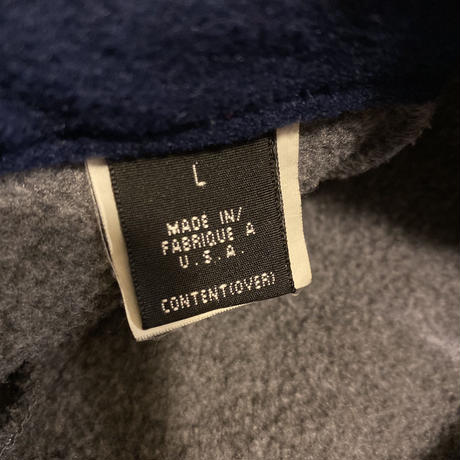 L
MADE IN/
FABRIQUE A
U.S.A.
CONTENT(OVER)